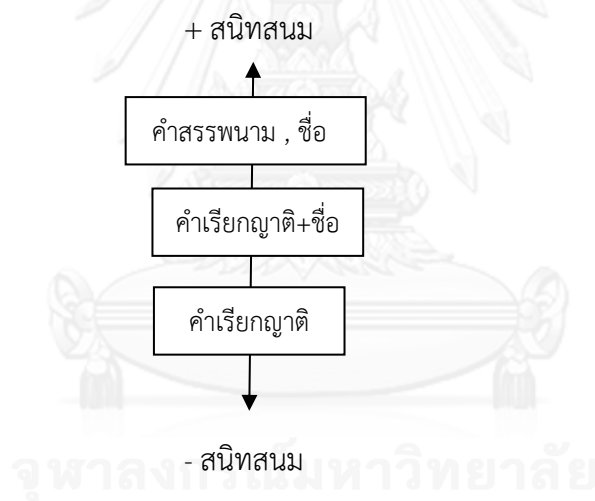 + สนิทสนม
คำสรรพนาม , ชื่อ
คำเรียกญาติ+ชื่อ
คำเรียกญาติ
- สนิทสนม
จุฬาลงกรณ์มหาวิทยาลัย